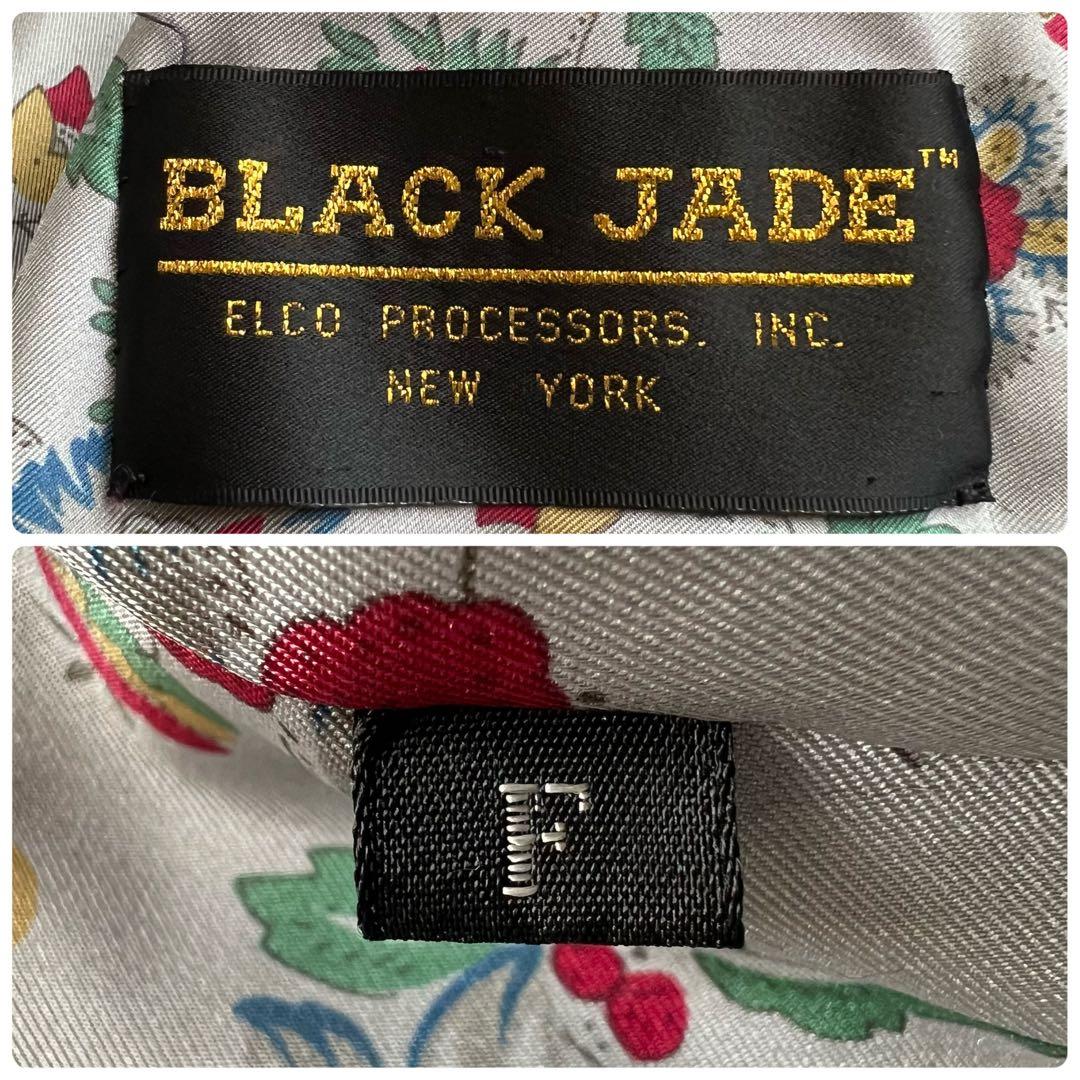 BLACK JADE™
ELCO PROCESSORS. INC.
NEW YORK
F